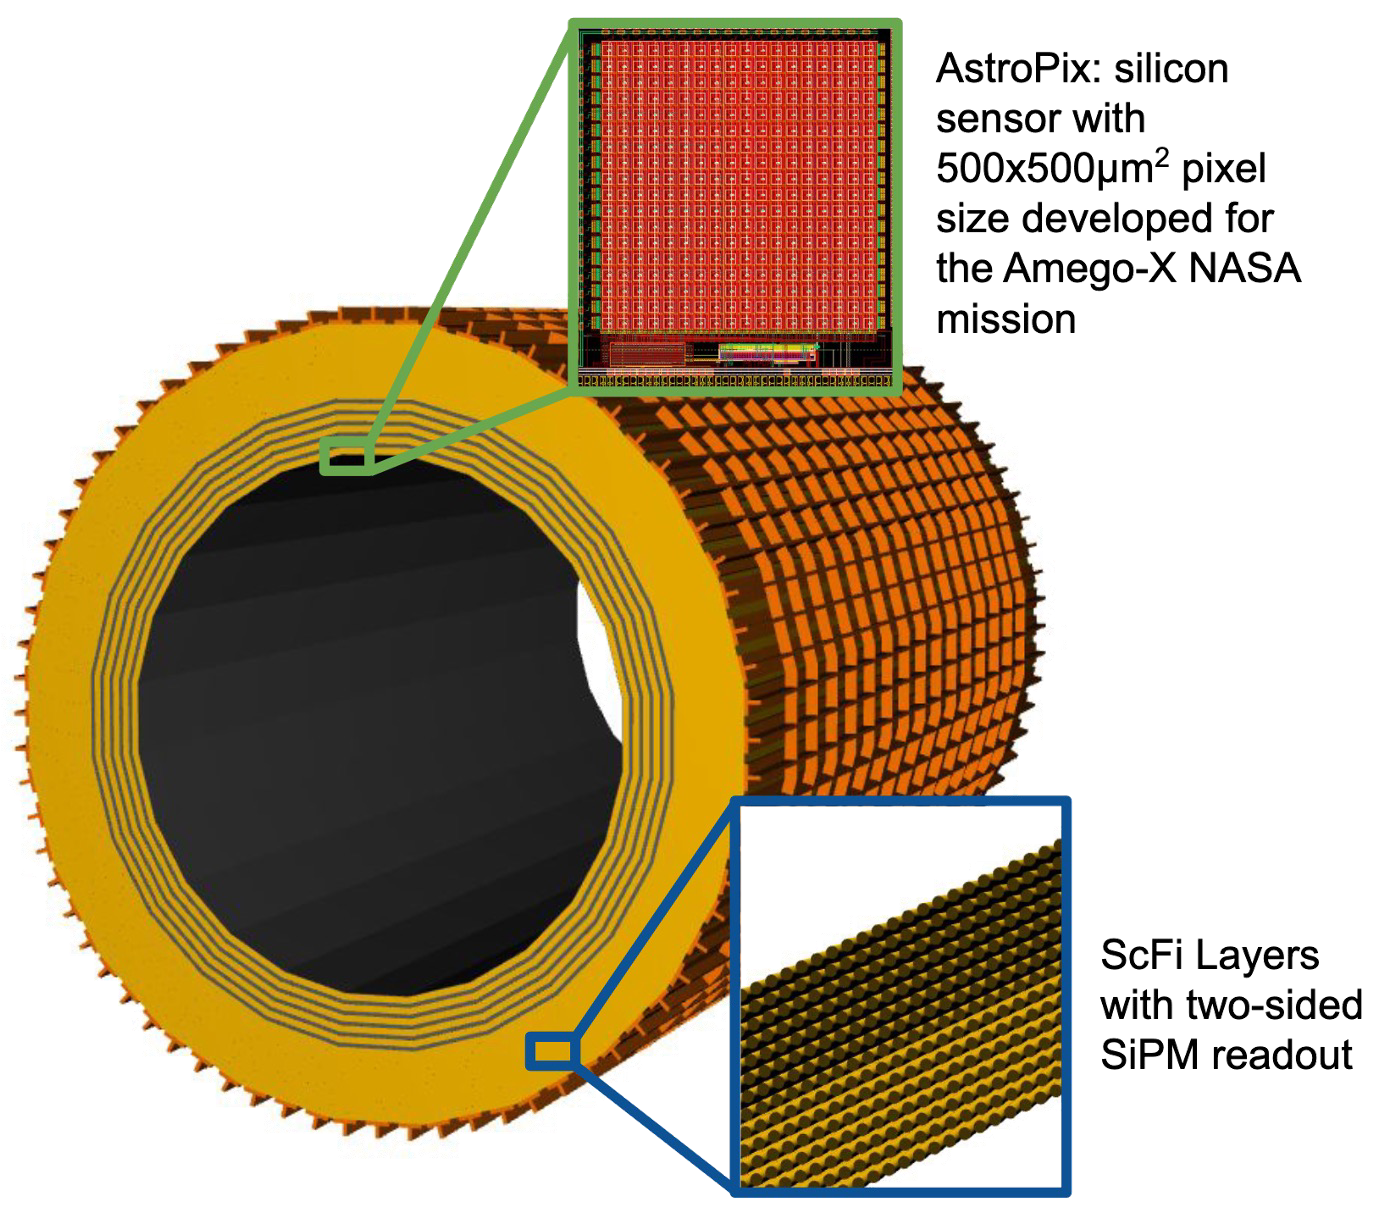 AstroPix: silicon
sensor with
500x500µm² pixel
size developed for
the Amego-X NASA
mission
ScFi Layers
with two-sided
SiPM readout